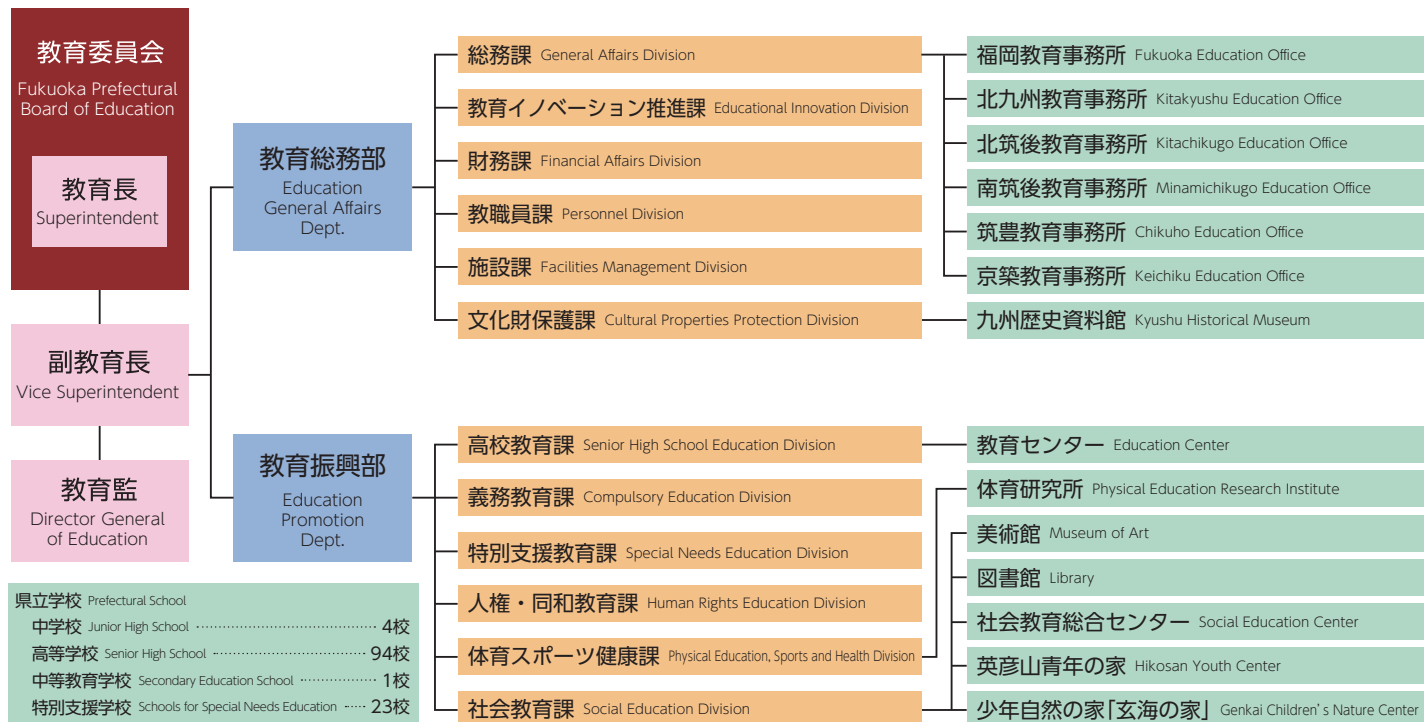 教育委員会
Fukuoka Prefectural
Board of Education
教育長
Superintendent
副教育長
Vice Superintendent
教育監
Director General
of Education
教育総務部
Education
General Affairs
Dept.
総務課 General Affairs Division
教育イノベーション推進課 Educational Innovation Division
財務課 Financial Affairs Division
教職員課 Personnel Division
施設課 Facilities Management Division
文化財保護課 Cultural Properties Protection Division
福岡教育事務所 Fukuoka Education Office
北九州教育事務所 Kitakyushu Education Office
北筑後教育事務所 Kitachikugo Education Office
南筑後教育事務所 Minamichikugo Education Office
筑豊教育事務所 Chikuho Education Office
京築教育事務所 Keichiku Education Office
九州歴史資料館 Kyushu Historical Museum
教育振興部
Education
Promotion
Dept.
高校教育課 Senior High School Education Division
義務教育課 Compulsory Education Division
特別支援教育課 Special Needs Education Division
人権・同和教育課 Human Rights Education Division
体育スポーツ健康課 Physical Education, Sports and Health Division
社会教育課 Social Education Division
教育センター Education Center
体育研究所 Physical Education Research Institute
美術館 Museum of Art
図書館 Library
社会教育総合センター Social Education Center
英彦山青年の家 Hikosan Youth Center
少年自然の家「玄海の家」 Genkai Children's Nature Center
県立学校 Prefectural School
中学校 Junior High School ………… 4校
高等学校 Senior High School ………… 94校
中等教育学校 Secondary Education School ………… 1校
特別支援学校 Schools for Special Needs Education …… 23校